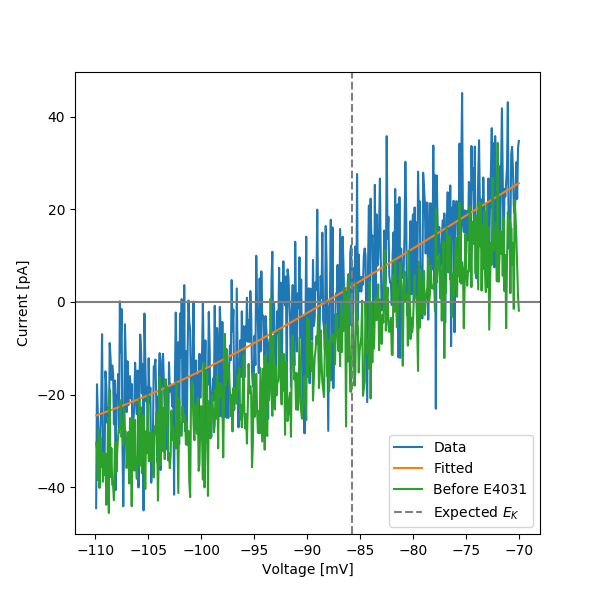 40
20
0
−20
−40
Current [pA]
−110
−105
−100
−95
−90
−85
−80
−75
−70
Voltage [mV]
Data
Fitted
Before E4031
Expected E_K